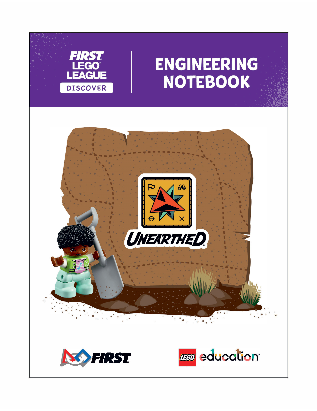 FIRST
LEGO
LEAGUE
DISCOVER
ENGINEERING
NOTEBOOK
UNEARTHED
FIRST
LEGO education